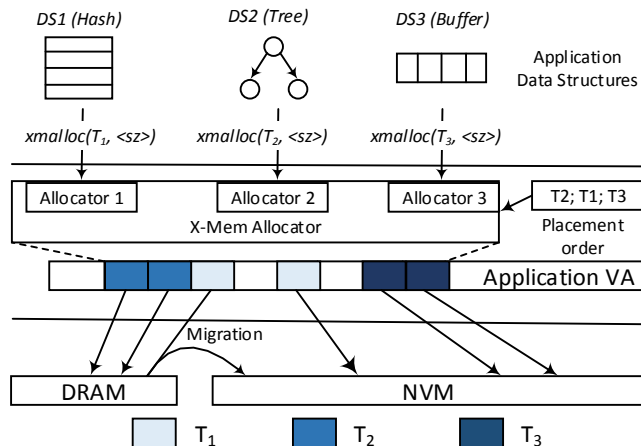 DS1 (Hash)
DS2 (Tree)
DS3 (Buffer)
Application
Data Structures
xmalloc(T1, <sz>)
xmalloc(T2, <sz>)
xmalloc(T3, <sz>)
Allocator 1
Allocator 2
Allocator 3
T2; T1; T3
X-Mem Allocator
Placement
order
Application VA
Migration
DRAM
NVM
T1
T2
T3